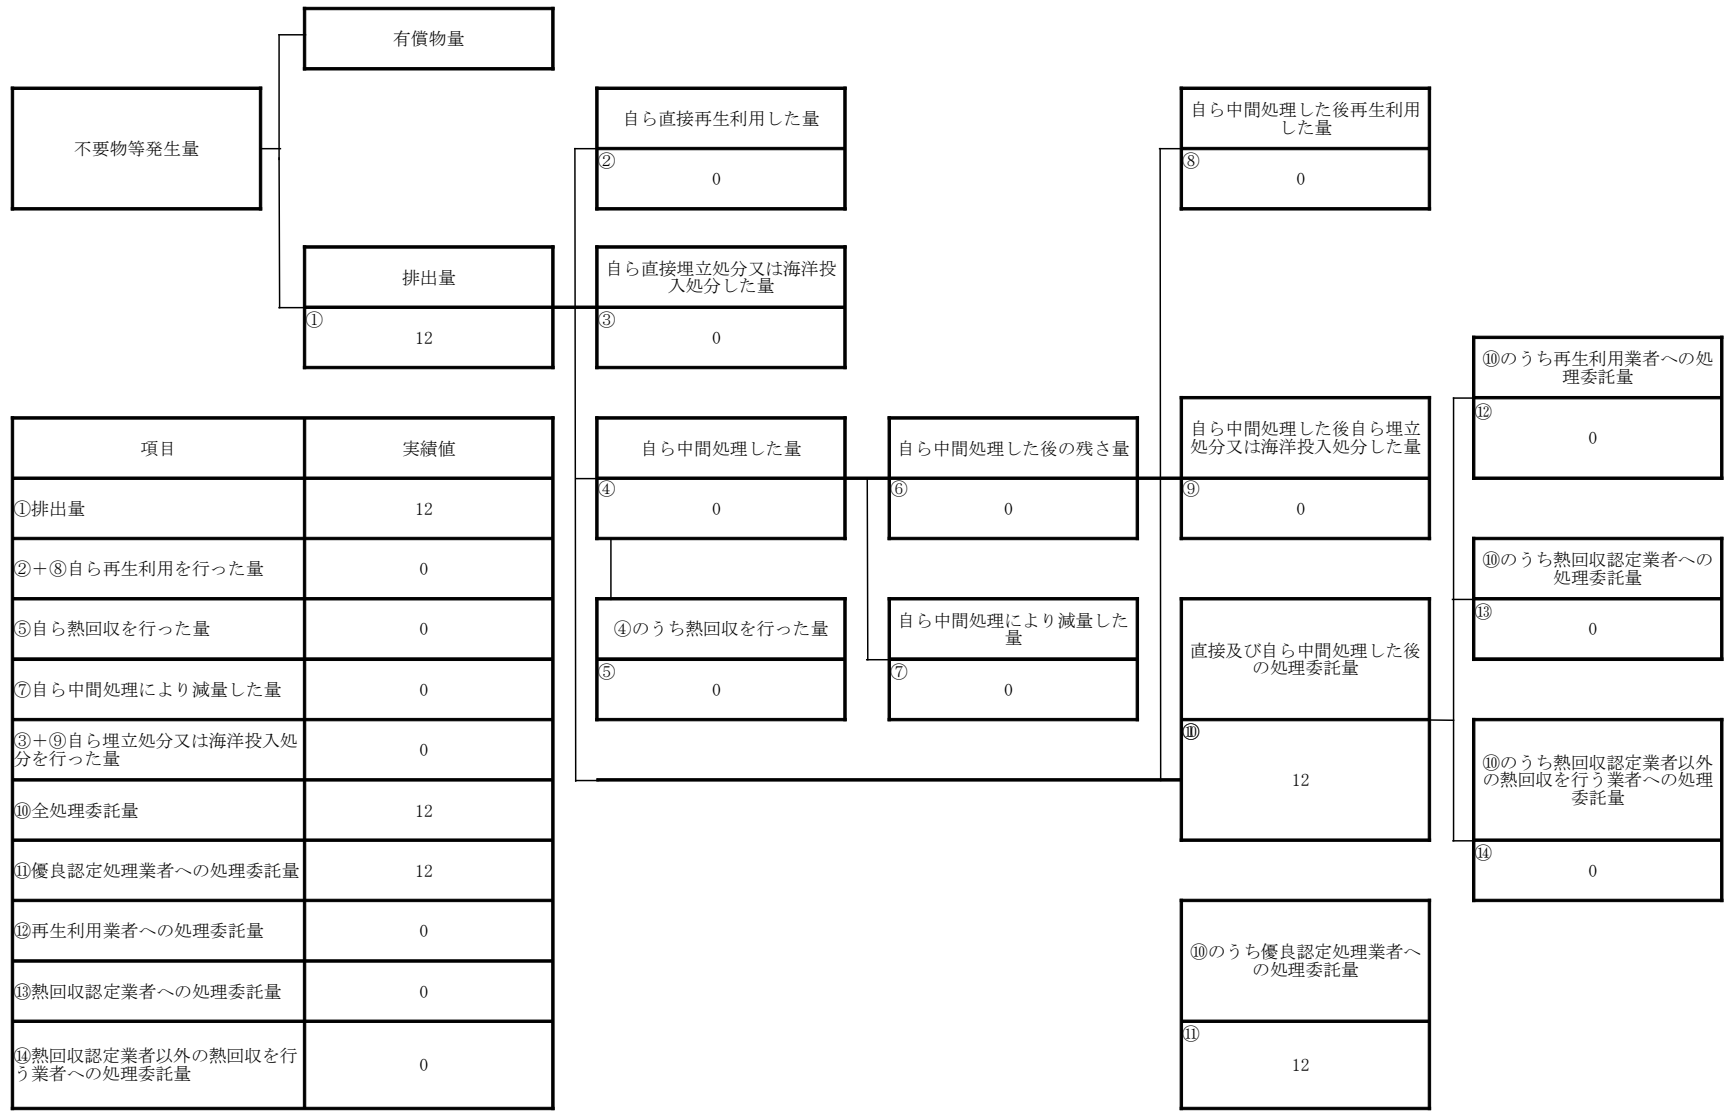 有償物量
不要物等発生量
自ら直接再生利用した量
②
0
自ら中間処理した後再生利用
した量
⑧
0
排出量
①
12
自ら直接埋立処分又は海洋投
入処分した量
③
0
⑩のうち再生利用業者への処
理委託量
⑫
0
自ら中間処理した量
④
0
自ら中間処理した後の残さ量
⑥
0
自ら中間処理した後自ら埋立
処分又は海洋投入処分した量
⑨
0
⑩のうち熱回収認定業者への
処理委託量
⑬
0
④のうち熱回収を行った量
⑤
0
自ら中間処理により減量した
量
⑦
0
直接及び自ら中間処理した後
の処理委託量
⑩
12
⑩のうち熱回収認定業者以外
の熱回収を行う業者への処理
委託量
⑭
0
⑩のうち優良認定処理業者へ
の処理委託量
⑪
12
項目 実績値
①排出量 12
②+⑧自ら再生利用を行った量 0
⑤自ら熱回収を行った量 0
⑦自ら中間処理により減量した量 0
③+⑨自ら埋立処分又は海洋投入処
分を行った量 0
⑩全処理委託量 12
⑪優良認定処理業者への処理委託量 12
⑫再生利用業者への処理委託量 0
⑬熱回収認定業者への処理委託量 0
⑭熱回収認定業者以外の熱回収を行
う業者への処理委託量 0